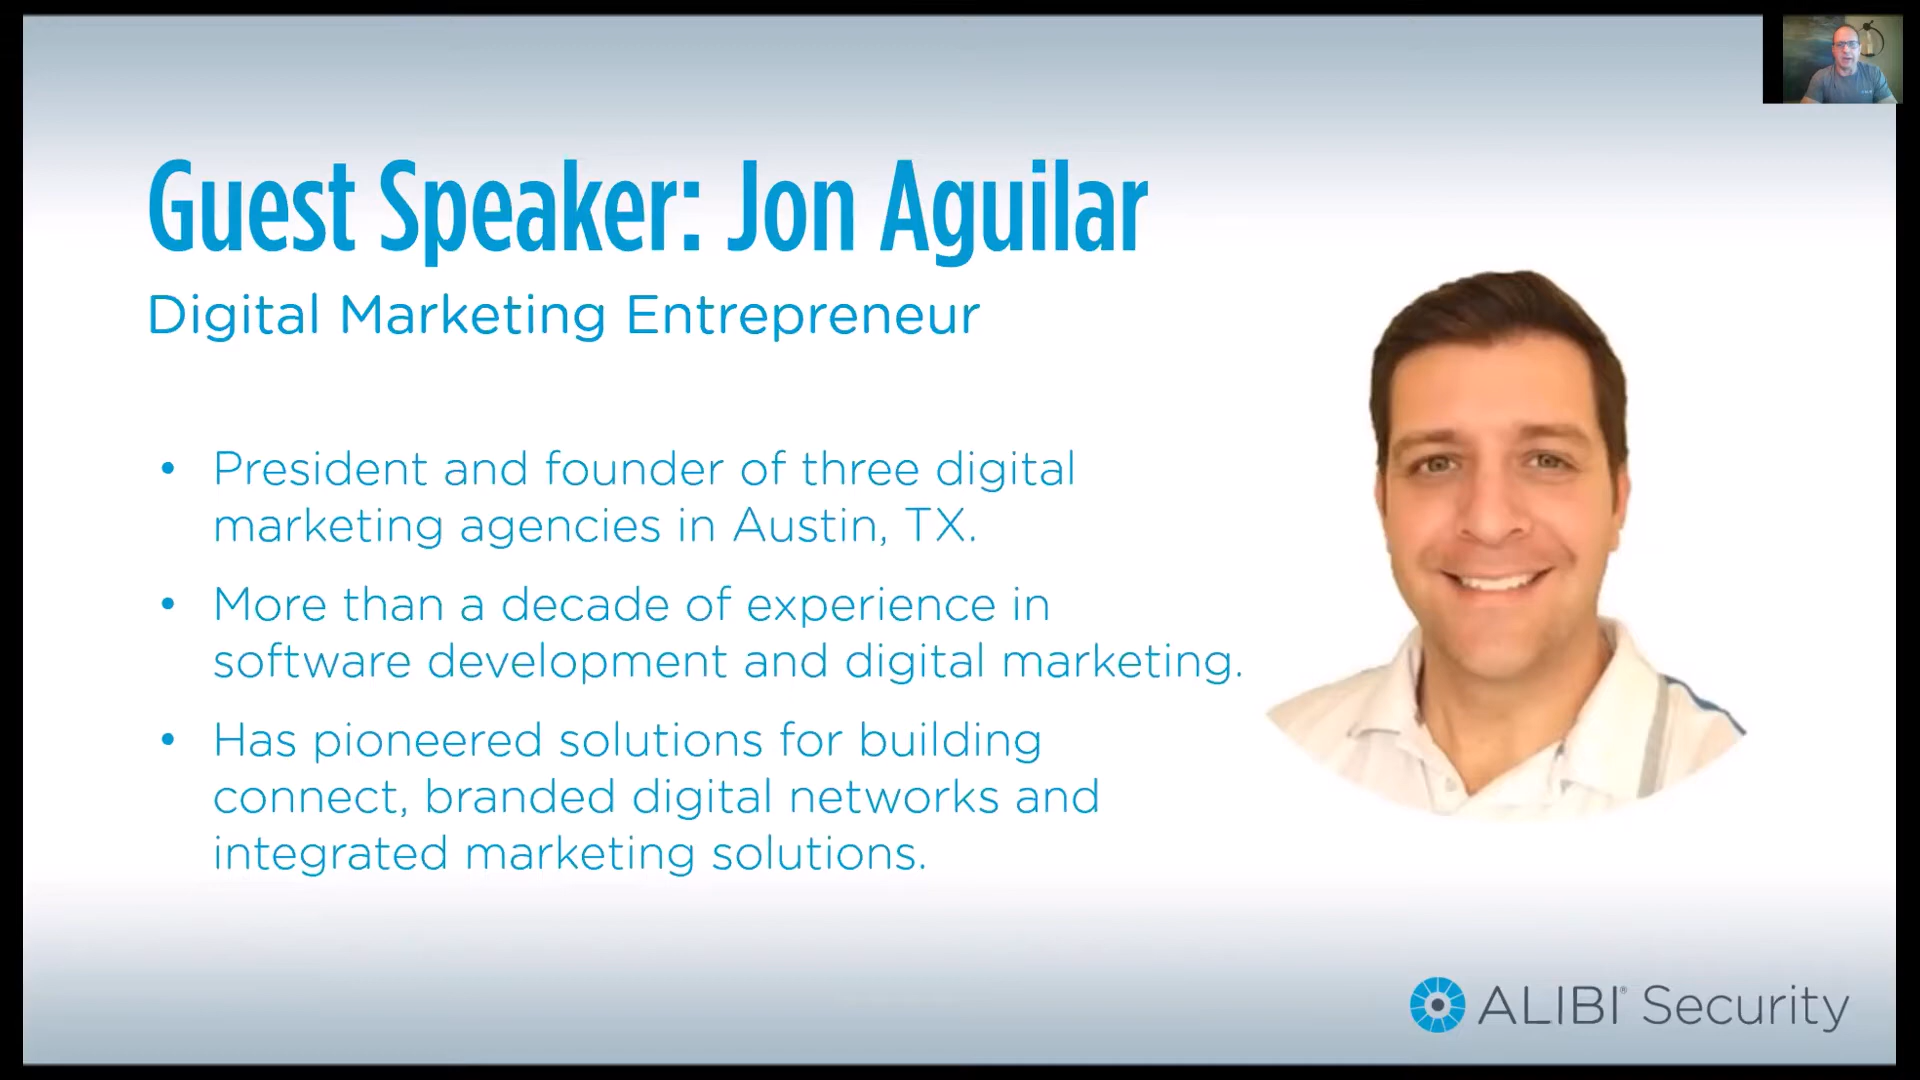 Guest Speaker: Jon Aguilar
Digital Marketing Entrepreneur
• President and founder of three digital
marketing agencies in Austin, TX.
• More than a decade of experience in
software development and digital marketing.
• Has pioneered solutions for building
connect, branded digital networks and
integrated marketing solutions.
ALIBI® Security